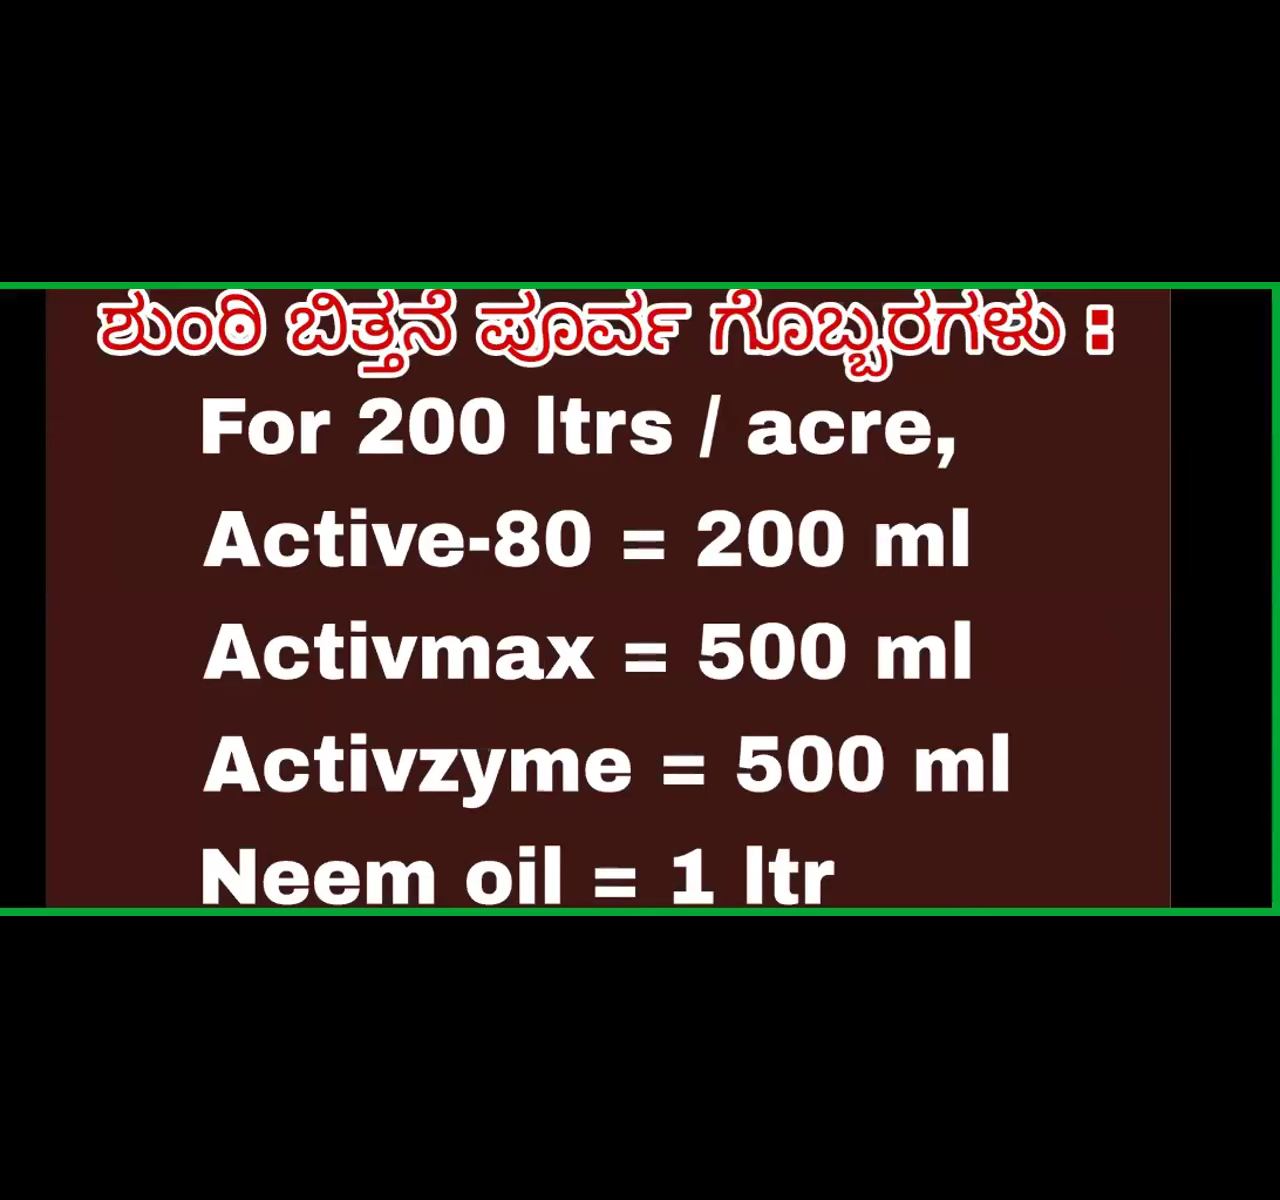 ಶುಂಠಿ ಬಿತ್ತನೆ ಪೂರ್ವ ಗೊಬ್ಬರಗಳು :
For 200 ltrs / acre,
Active-80 = 200 ml
Activmax = 500 ml
Activzyme = 500 ml
Neem oil = 1 ltr